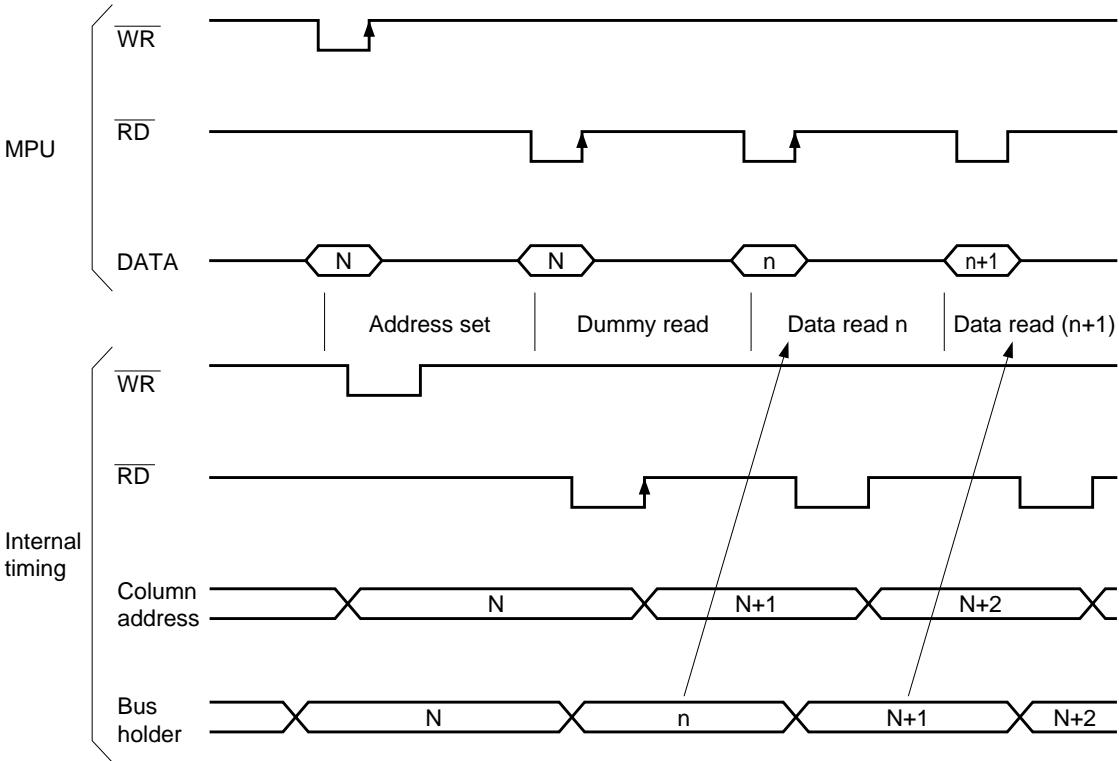 WR
MPU
RD
DATA
N
N
n
n+1
Address set
Dummy read
Data read n
Data read (n+1)
WR
RD
Internal
timing
Column
address
N
N+1
N+2
Bus
holder
N
n
N+1
N+2